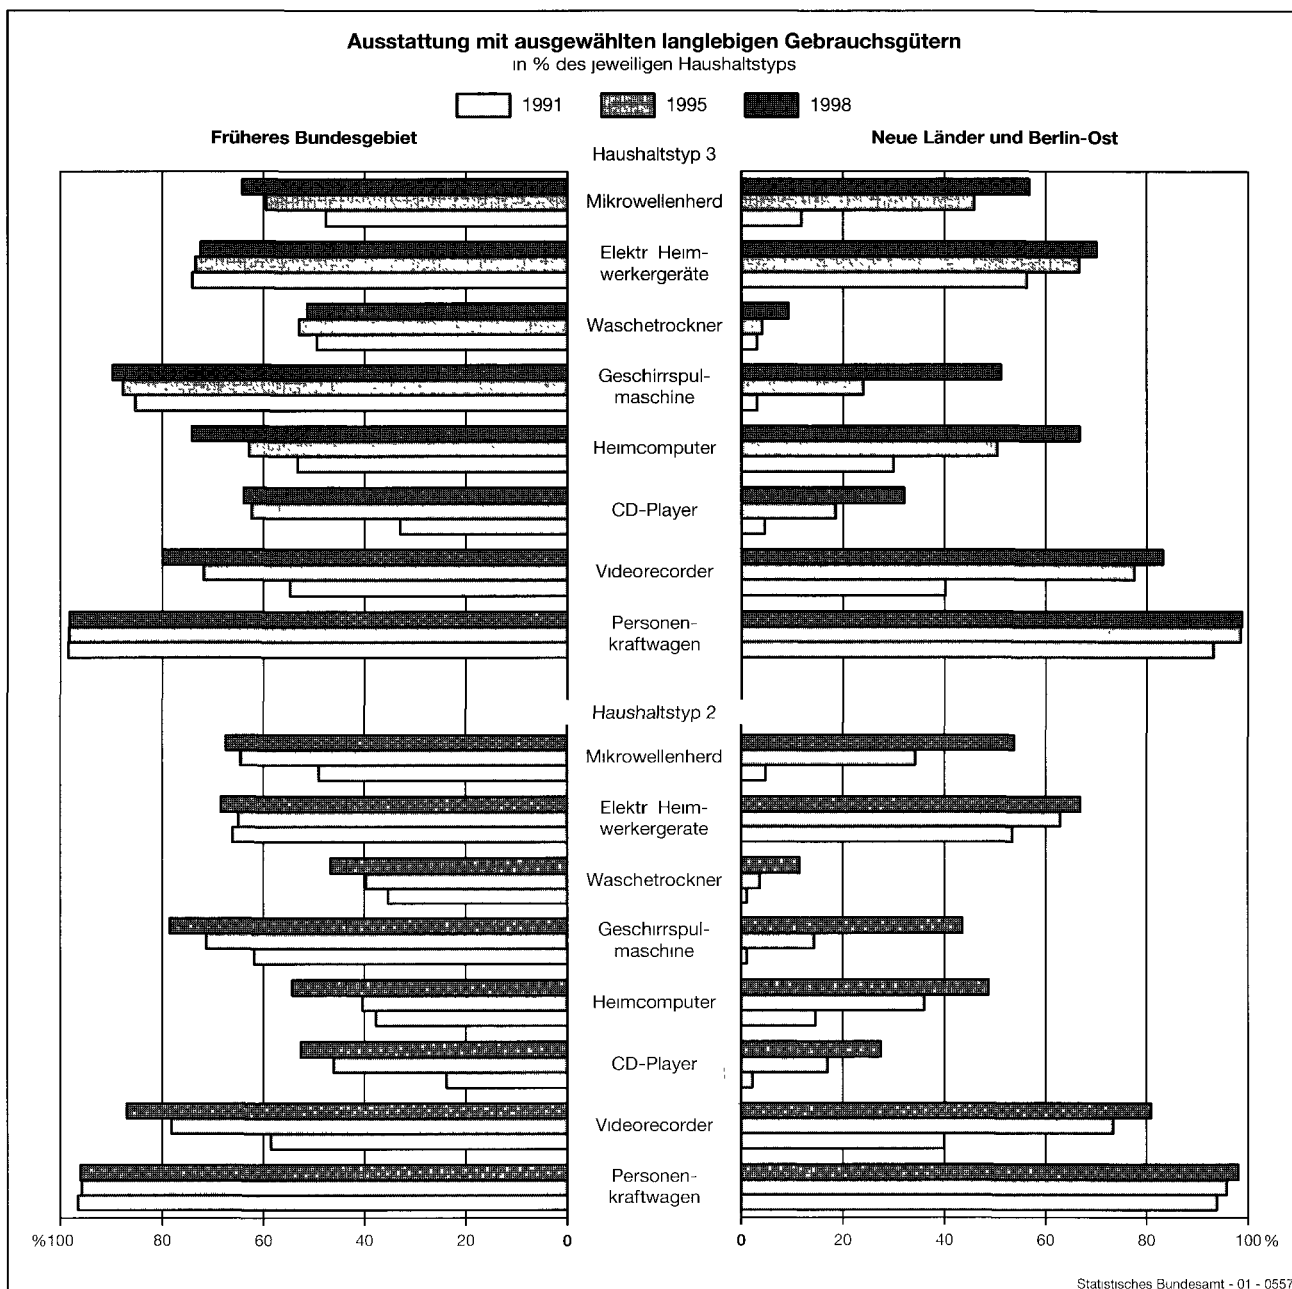 Ausstattung mit ausgewählten langlebigen Gebrauchsgütern
in % des jeweiligen Haushaltstyps
1991 1995 1998
Früheres Bundesgebiet Neue Länder und Berlin-Ost
Haushaltstyp 3
Mikrowellenherd
Elektr Heim-
werkergeräte
Waschetrockner
Geschirrspul-
maschine
Heimcomputer
CD-Player
Videorecorder
Personen-
kraftwagen
Haushaltstyp 2
Mikrowellenherd
Elektr Heim-
werkergerate
Waschetrockner
Geschirrspul-
maschine
Heimcomputer
CD-Player
Videorecorder
Personen-
kraftwagen
%100 80 60 40 20 0 0 20 40 60 80 100 %
Statistisches Bundesamt - 01 - 0557